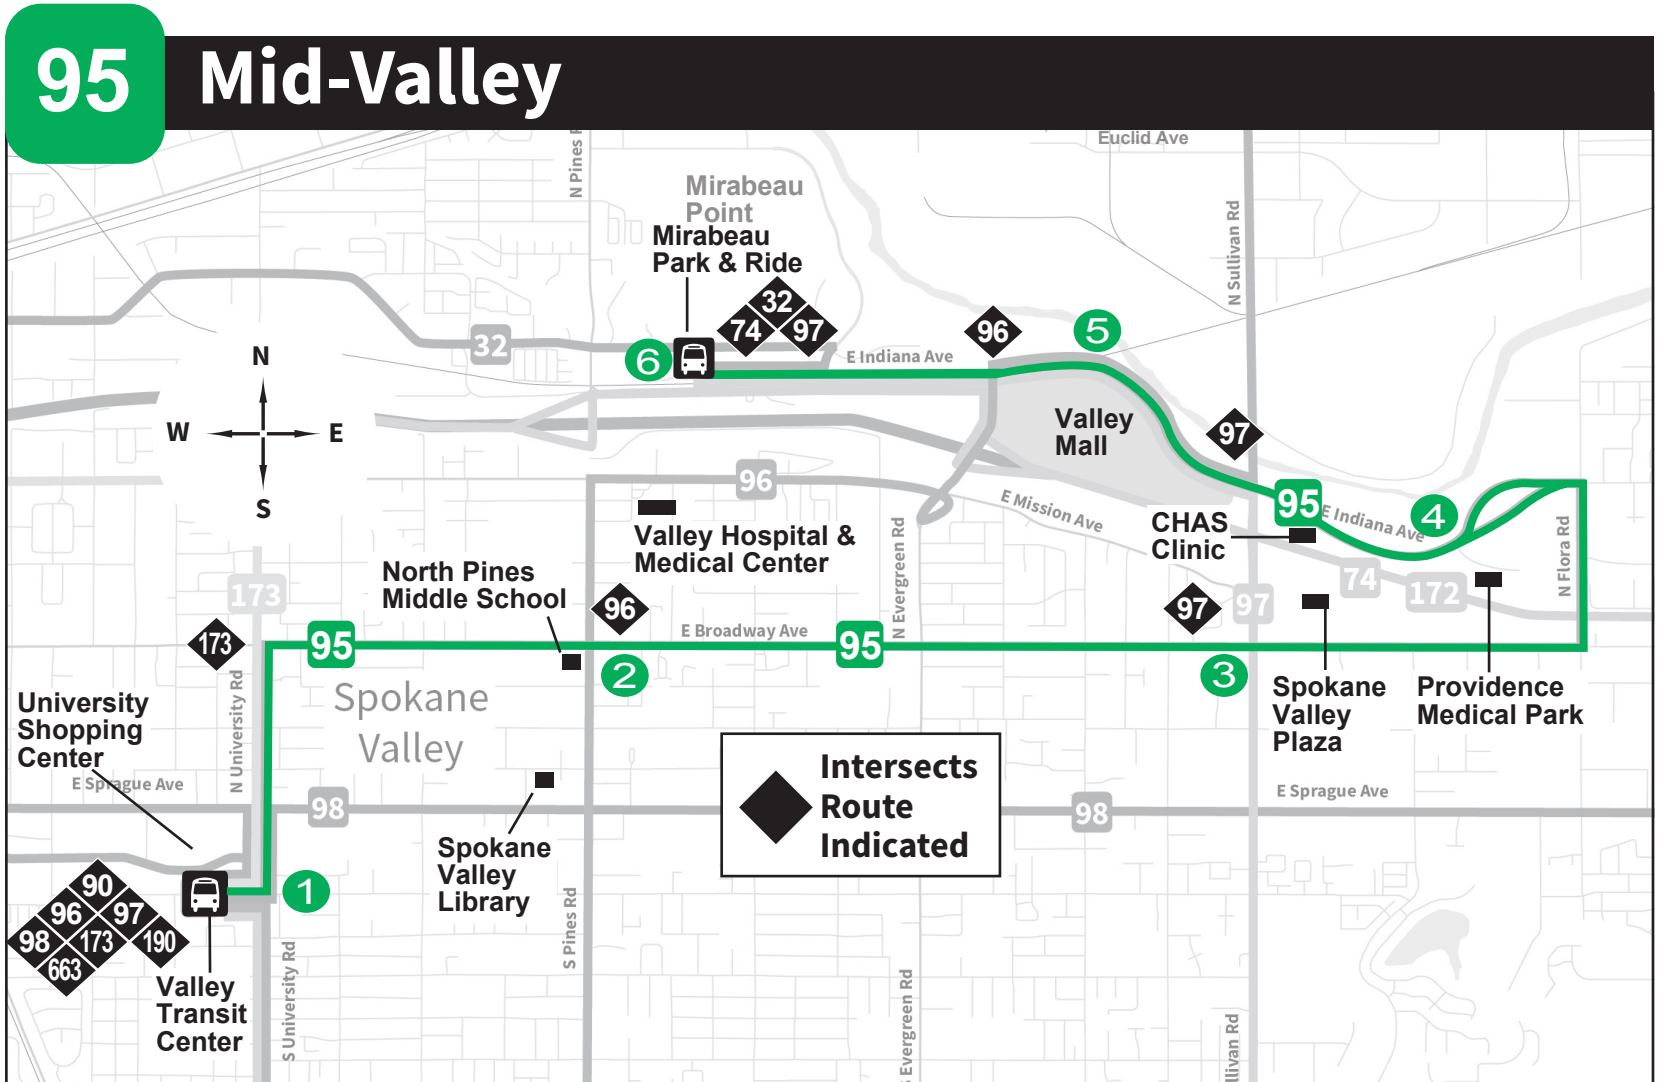 95
Mid-Valley
Euclid Ave
N Pines
Mirabeau
Point
Mirabeau
Park & Ride
N Sullivan Rd
32
74
97
96
5
32
6
E Indiana Ave
N
W
E
S
Valley
Mall
97
96
95
E Mission Ave
E Indiana Ave
4
CHAS
Clinic
Valley Hospital &
Medical Center
N Evergreen Rd
N Flora Rd
North Pines
Middle School
173
96
97
97
74
172
173
95
E Broadway Ave
95
2
3
Spokane
Valley
N University Rd
University
Shopping
Center
E Sprague Ave
Spokane
Valley
Plaza
Providence
Medical Park
Intersects
Route
Indicated
98
98
E Sprague Ave
Spokane
Valley
Library
1
90
96
97
98
173
190
663
Valley
Transit
Center
S University Rd
S Pines Rd
Evergreen Rd
llivan Rd